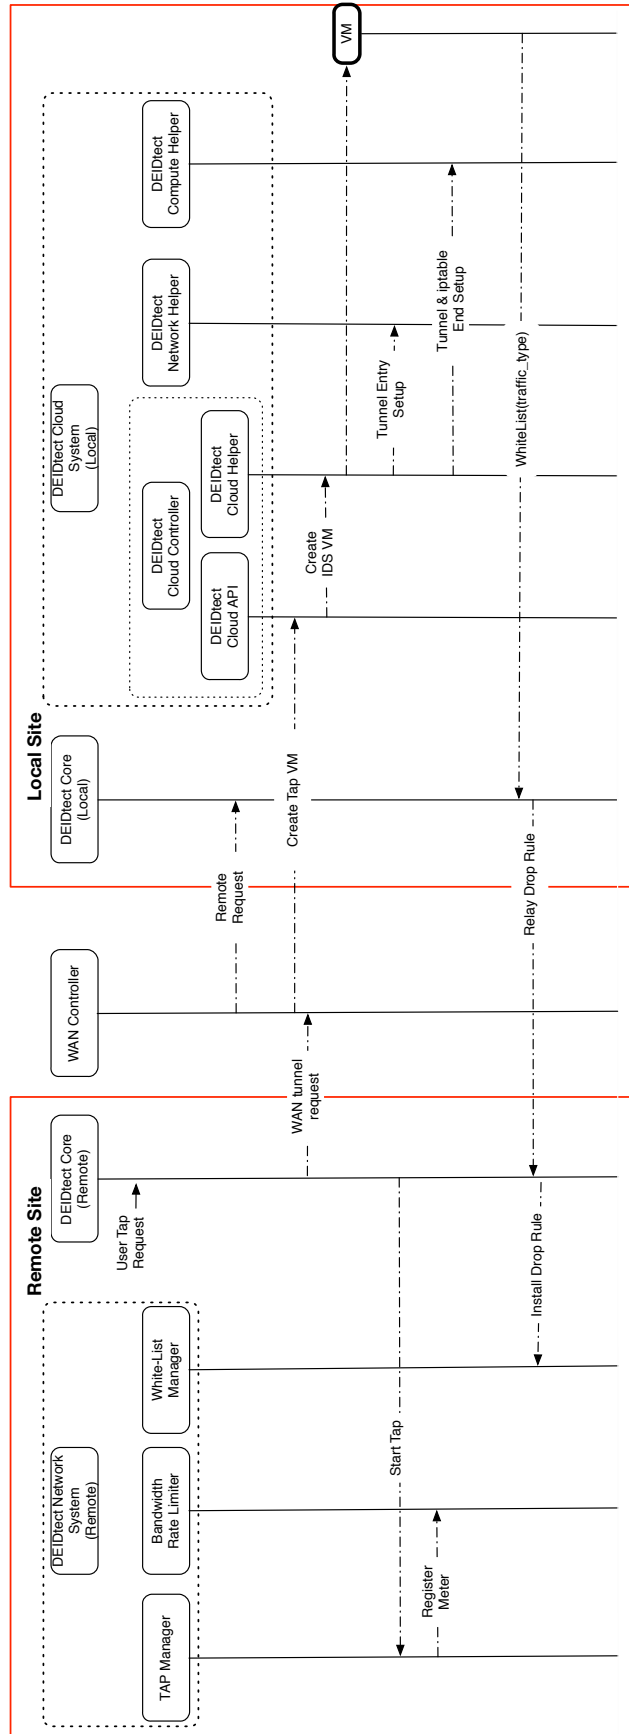 Remote Site
Local Site
DEIDtect Network
System
(Remote)
DEIDtect Core
(Remote)
WAN Controller
DEIDtect Core
(Local)
DEIDtect Cloud
System
(Local)
TAP Manager
Bandwidth
Rate Limiter
White-List
Manager
DEIDtect
Cloud Controller
DEIDtect
Cloud API
DEIDtect
Cloud Helper
DEIDtect
Network Helper
DEIDtect
Compute Helper
VM
User Tap
Request
Remote
Request
WAN tunnel
request
Create Tap VM
Create
IDS VM
Tunnel Entry
Setup
Start Tap
Register
Meter
Tunnel & iptable
End Setup
WhiteList(traffic_type)
Relay Drop Rule
Install Drop Rule